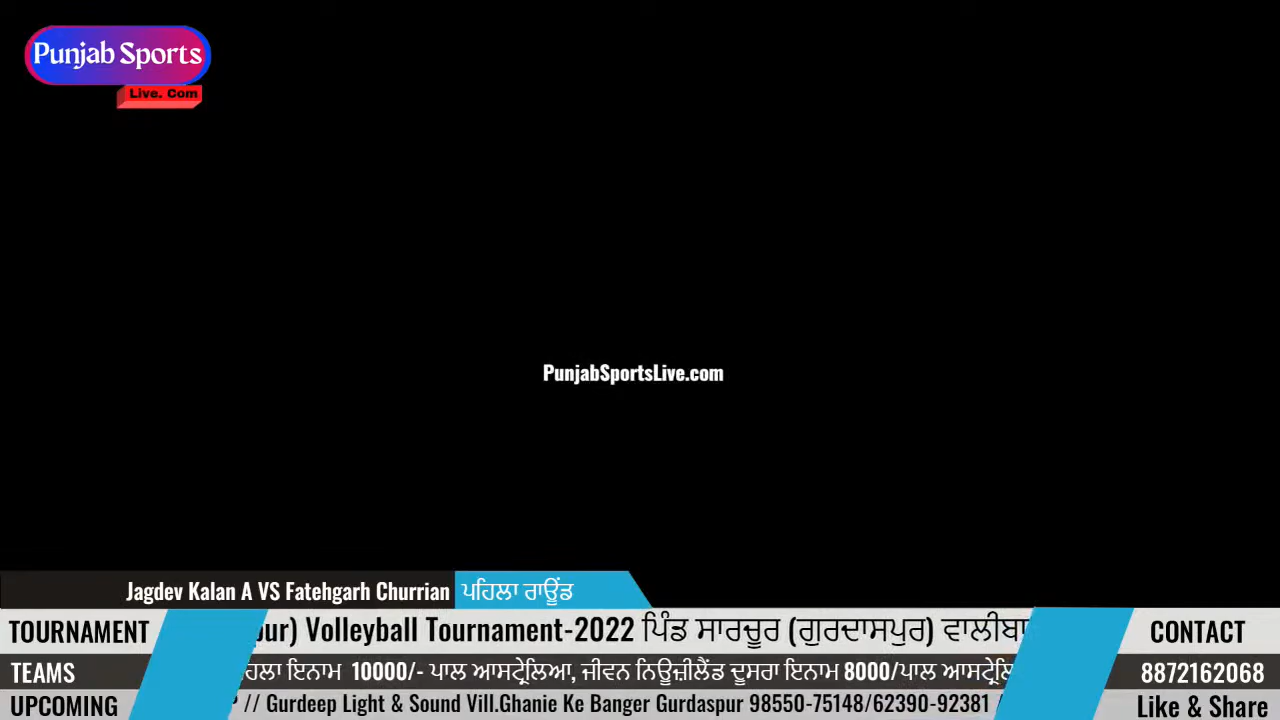 Punjab Sports
Live. Com
PunjabSportsLive.com
Jagdev Kalan A VS Fatehgarh Churrian ਪਹਿਲਾ ਰਾਊਂਡ
TOURNAMENT pur) Volleyball Tournament-2022 ਪਿੰਡ ਸਾਰਚੂਰ (ਗੁਰਦਾਸਪੁਰ) ਵਾਲੀਬਾ CONTACT
TEAMS ਹਿਲਾ ਇਨਾਮ 10000/- ਪਾਲ ਆਸਟ੍ਰੇਲਿਆ, ਜੀਵਨ ਨਿਊਜ਼ੀਲੈਂਡ ਦੂਸਰਾ ਇਨਾਮ 8000/ਪਾਲ ਆਸਟ੍ਰੇਲਿ 8872162068
UPCOMING // Gurdeep Light & Sound Vill.Ghanie Ke Banger Gurdaspur 98550-75148/62390-92381 / Like & Share